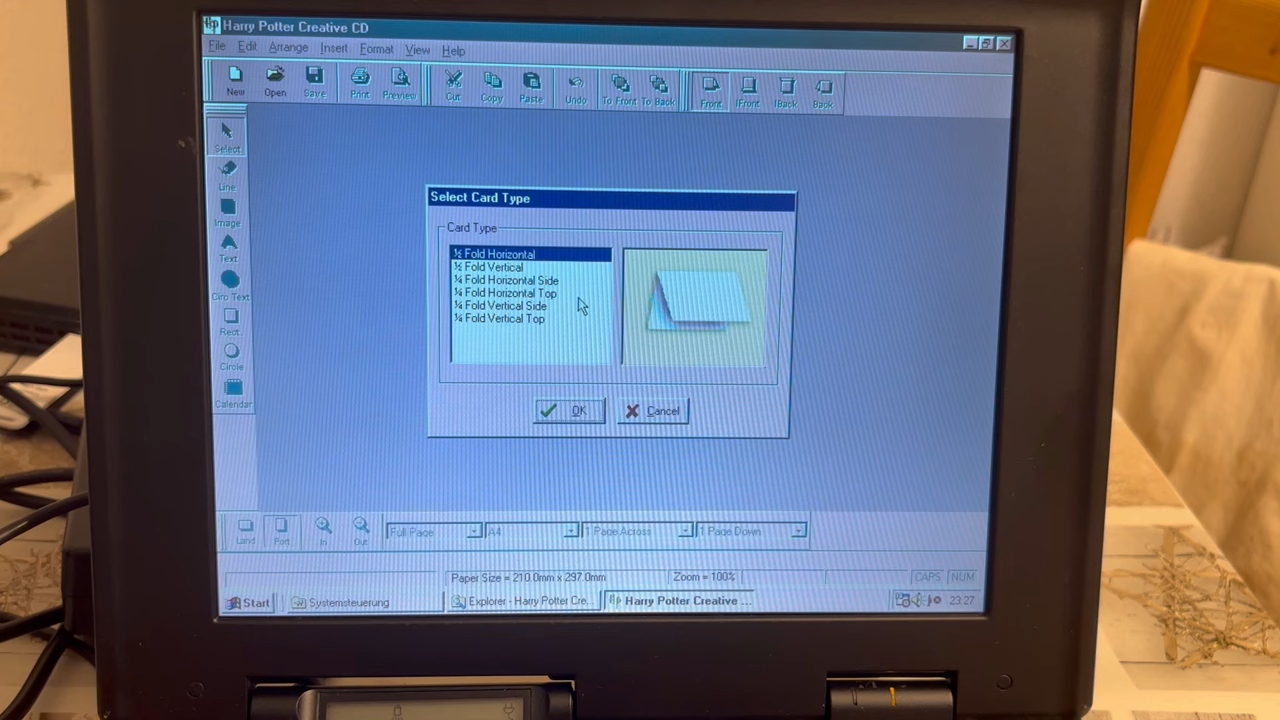 Harry Potter Creative CD
File Edit Arrange Insert Format View Help
New Open Save Print Preview Cut Copy Paste Undo To Front To Back Front IFront IBack Back
Select
Line
Image
Text
Circ Text
Rect.
Circle
Calendar
Select Card Type
Card Type
½ Fold Horizontal
½ Fold Vertical
¼ Fold Horizontal Side
¼ Fold Horizontal Top
¼ Fold Vertical Side
¼ Fold Vertical Top
OK Cancel
Land Port In Out Full Page A4 1 Page Across 1 Page Down
Paper Size = 210.0mm x 297.0mm Zoom = 100% CAPS NUM
Start Systemsteuerung Explorer - Harry Potter Cre... Harry Potter Creative ... 23:27